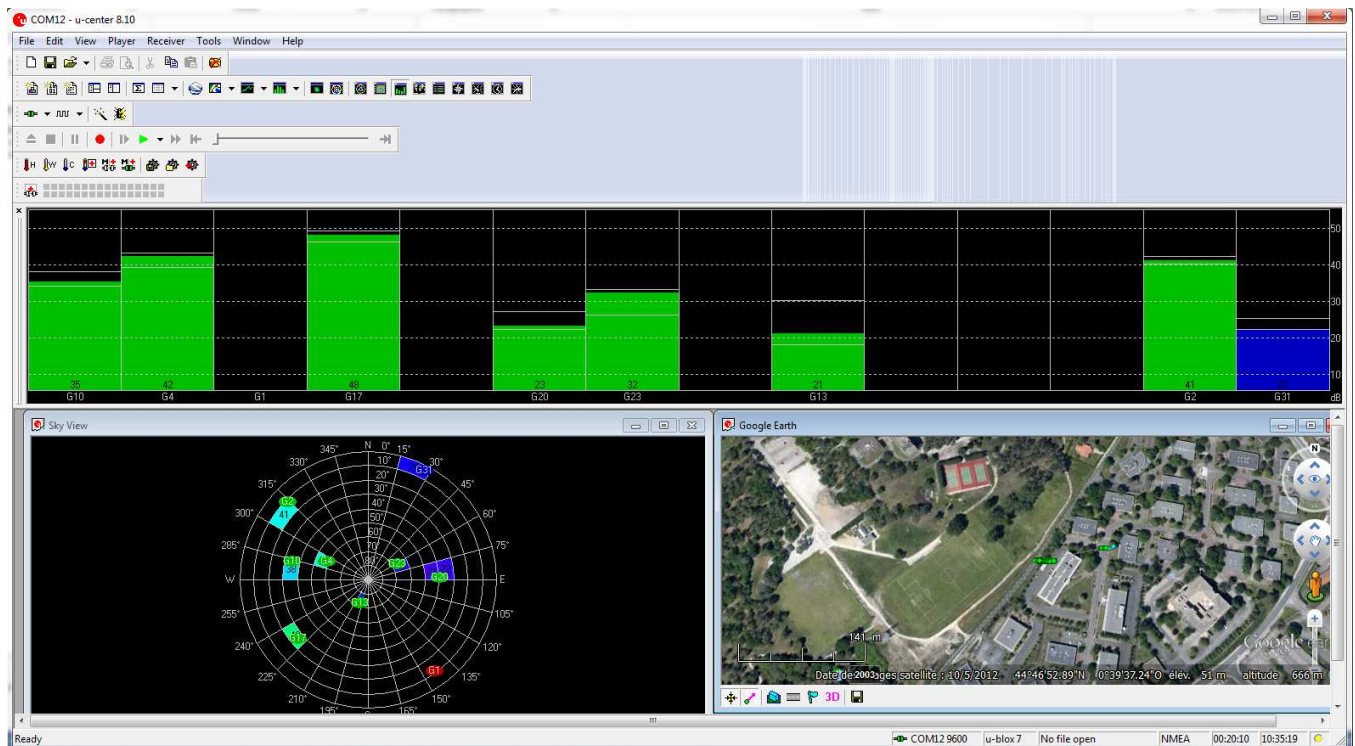 COM12 - u-center 8.10
File Edit View Player Receiver Tools Window Help
50
40
30
20
10
dB
35 42 48 23 32 21 41
G10 G4 G1 G17 G20 G23 G13 G2 G31
Sky View
345° N 0° 15°
330° 10° G31 30°
20°
315° 30° 45°
G2 40°
300° 41 50° 60°
70
285° 75°
G10 G4 G23
W 38 G20 E
G13
255° 105°
G17
240° 120°
225° G1 135°
210° 150°
195° 165°
Google Earth
N
141 m
Google ear
Date des images satellite : 10/5/2012 44°46'52.89"N 0°39'37.24"O élév. 51 m altitude 666 m
2003
3D
Ready COM12 9600 u-blox 7 No file open NMEA 00:20:10 10:35:19